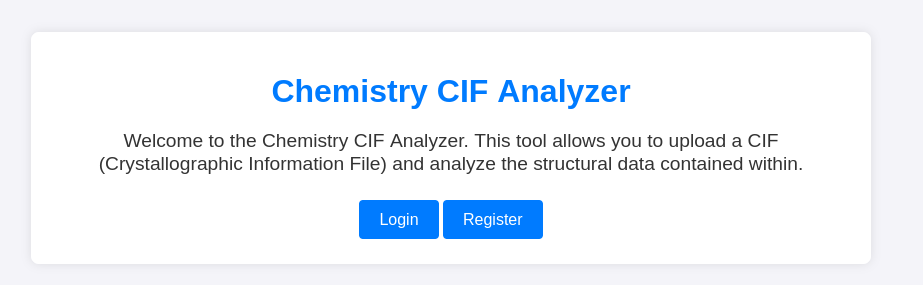 Chemistry CIF Analyzer
Welcome to the Chemistry CIF Analyzer. This tool allows you to upload a CIF
(Crystallographic Information File) and analyze the structural data contained within.
Login Register